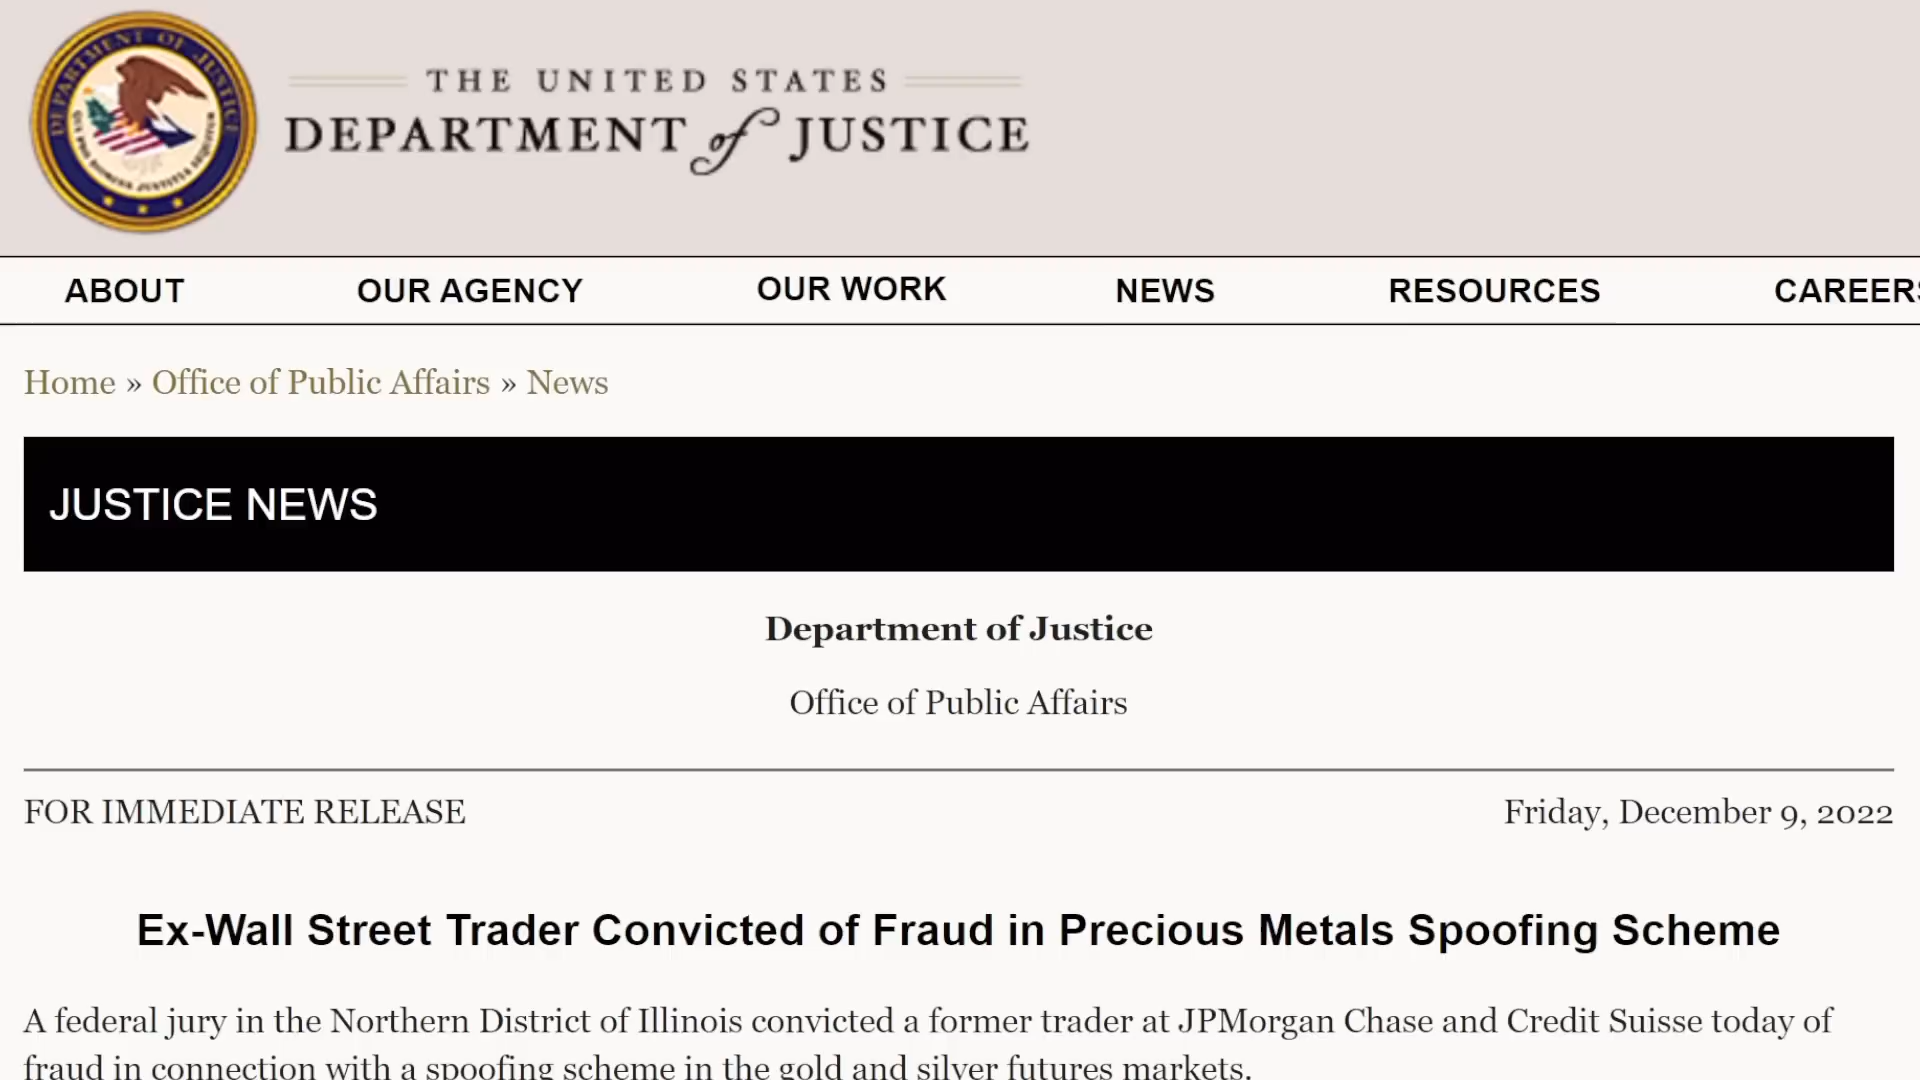 DEPARTMENT OF JUSTICE
THE UNITED STATES
DEPARTMENT of JUSTICE
ABOUT OUR AGENCY OUR WORK NEWS RESOURCES CAREERS
Home » Office of Public Affairs » News
JUSTICE NEWS
Department of Justice
Office of Public Affairs
FOR IMMEDIATE RELEASE Friday, December 9, 2022
Ex-Wall Street Trader Convicted of Fraud in Precious Metals Spoofing Scheme
A federal jury in the Northern District of Illinois convicted a former trader at JPMorgan Chase and Credit Suisse today of
fraud in connection with a spoofing scheme in the gold and silver futures markets.